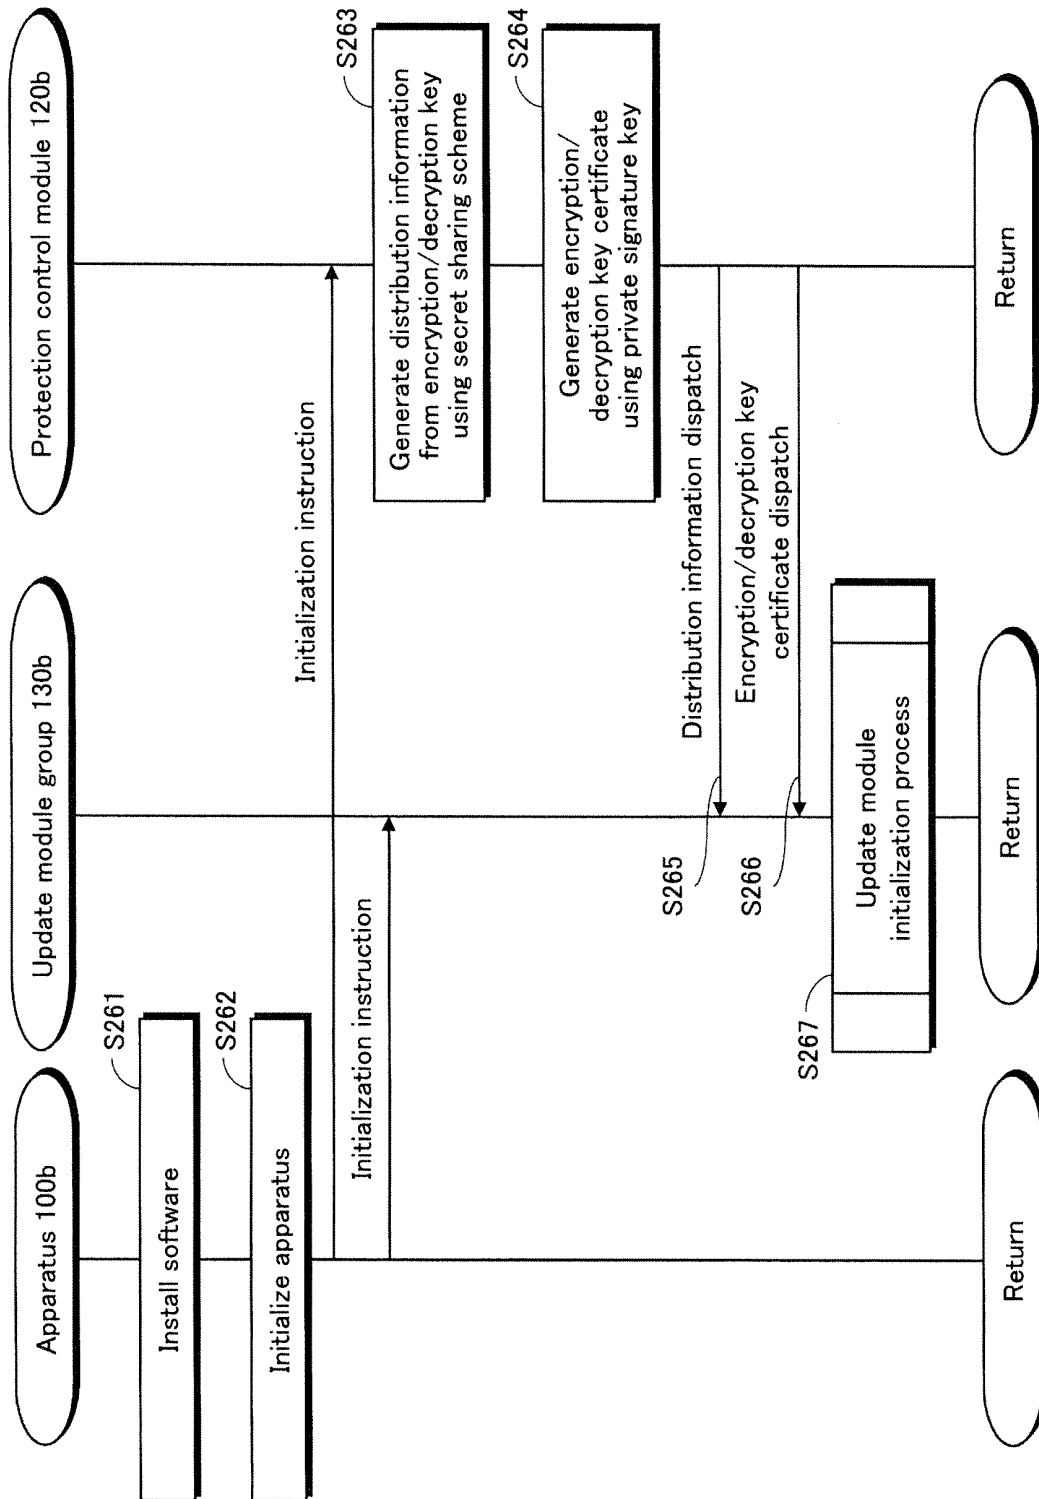 Apparatus 100b
Update module group 130b
Protection control module 120b
S261
Install software
S262
Initialize apparatus
Initialization instruction
Initialization instruction
S263
Generate distribution information
from encryption/decryption key
using secret sharing scheme
S264
Generate encryption/
decryption key certificate
using private signature key
Distribution information dispatch
S265
Encryption/decryption key
certificate dispatch
S266
S267
Update module
initialization process
Return
Return
Return